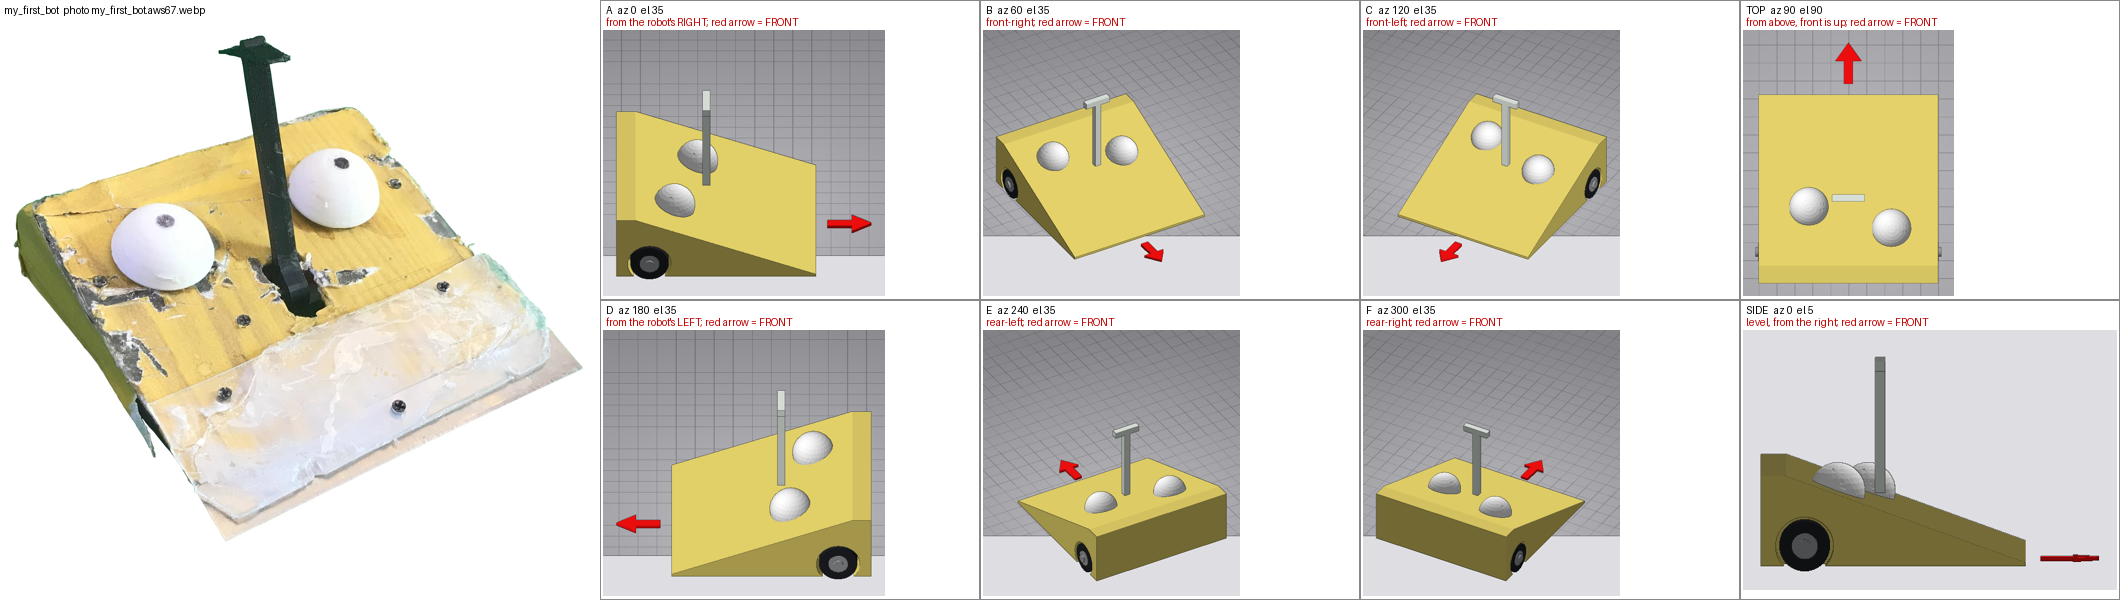 my_first_bot photo my_first_bot.aws67.webp
A az 0 el 35
from the robot's RIGHT; red arrow = FRONT
B az 60 el 35
front-right; red arrow = FRONT
C az 120 el 35
front-left; red arrow = FRONT
TOP az 90 el 90
from above, front is up; red arrow = FRONT
D az 180 el 35
from the robot's LEFT; red arrow = FRONT
E az 240 el 35
rear-left; red arrow = FRONT
F az 300 el 35
rear-right; red arrow = FRONT
SIDE az 0 el 5
level, from the right; red arrow = FRONT